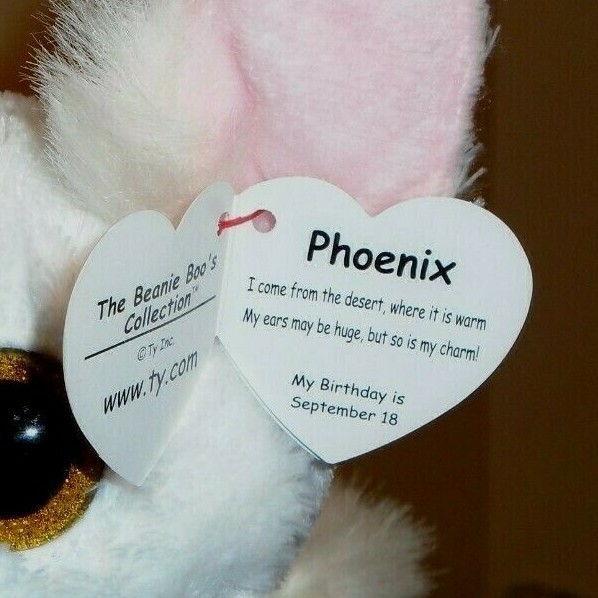 The Beanie Boo's
Collection™
© Ty Inc.
www.ty.com
Phoenix
I come from the desert, where it is warm
My ears may be huge, but so is my charm!
My Birthday is
September 18